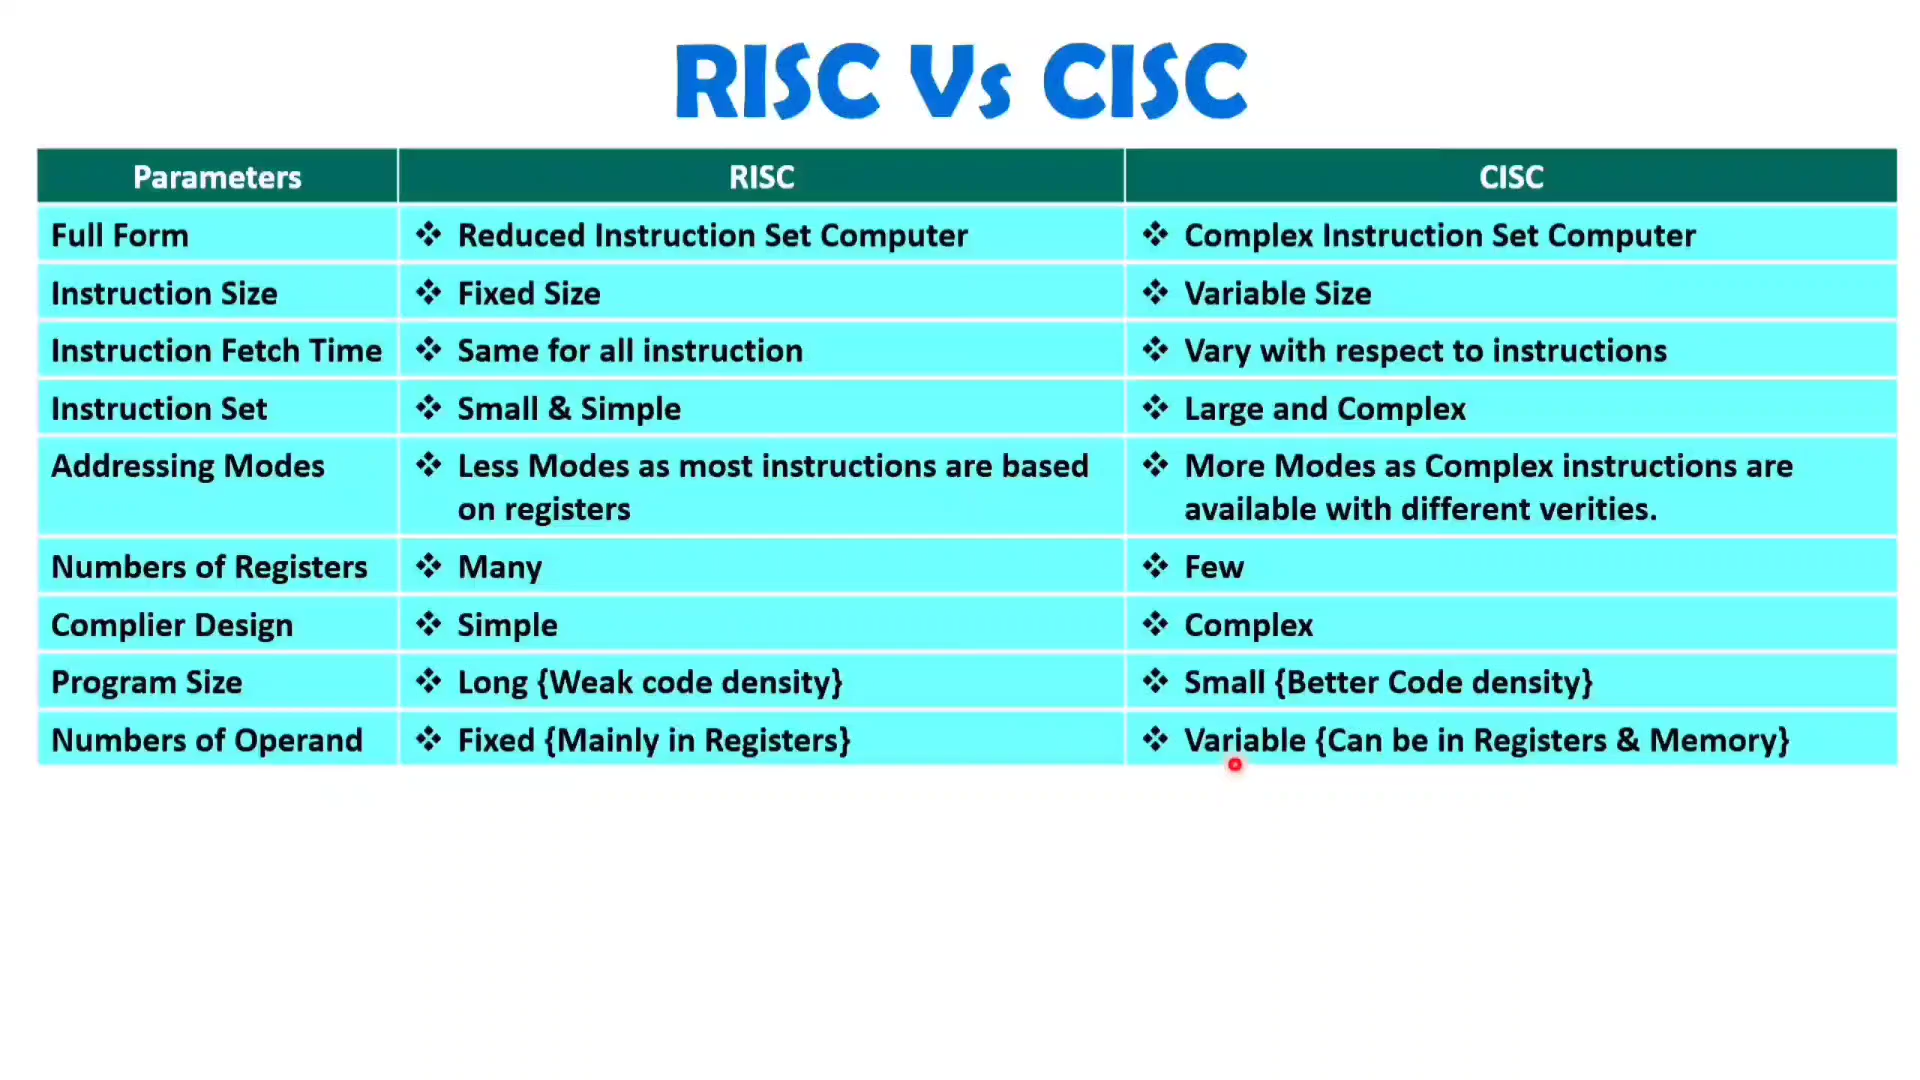 RISC Vs CISC
Parameters RISC CISC
Full Form ❖ Reduced Instruction Set Computer ❖ Complex Instruction Set Computer
Instruction Size ❖ Fixed Size ❖ Variable Size
Instruction Fetch Time ❖ Same for all instruction ❖ Vary with respect to instructions
Instruction Set ❖ Small & Simple ❖ Large and Complex
Addressing Modes ❖ Less Modes as most instructions are based ❖ More Modes as Complex instructions are
on registers available with different verities.
Numbers of Registers ❖ Many ❖ Few
Complier Design ❖ Simple ❖ Complex
Program Size ❖ Long {Weak code density} ❖ Small {Better Code density}
Numbers of Operand ❖ Fixed {Mainly in Registers} ❖ Variable {Can be in Registers & Memory}